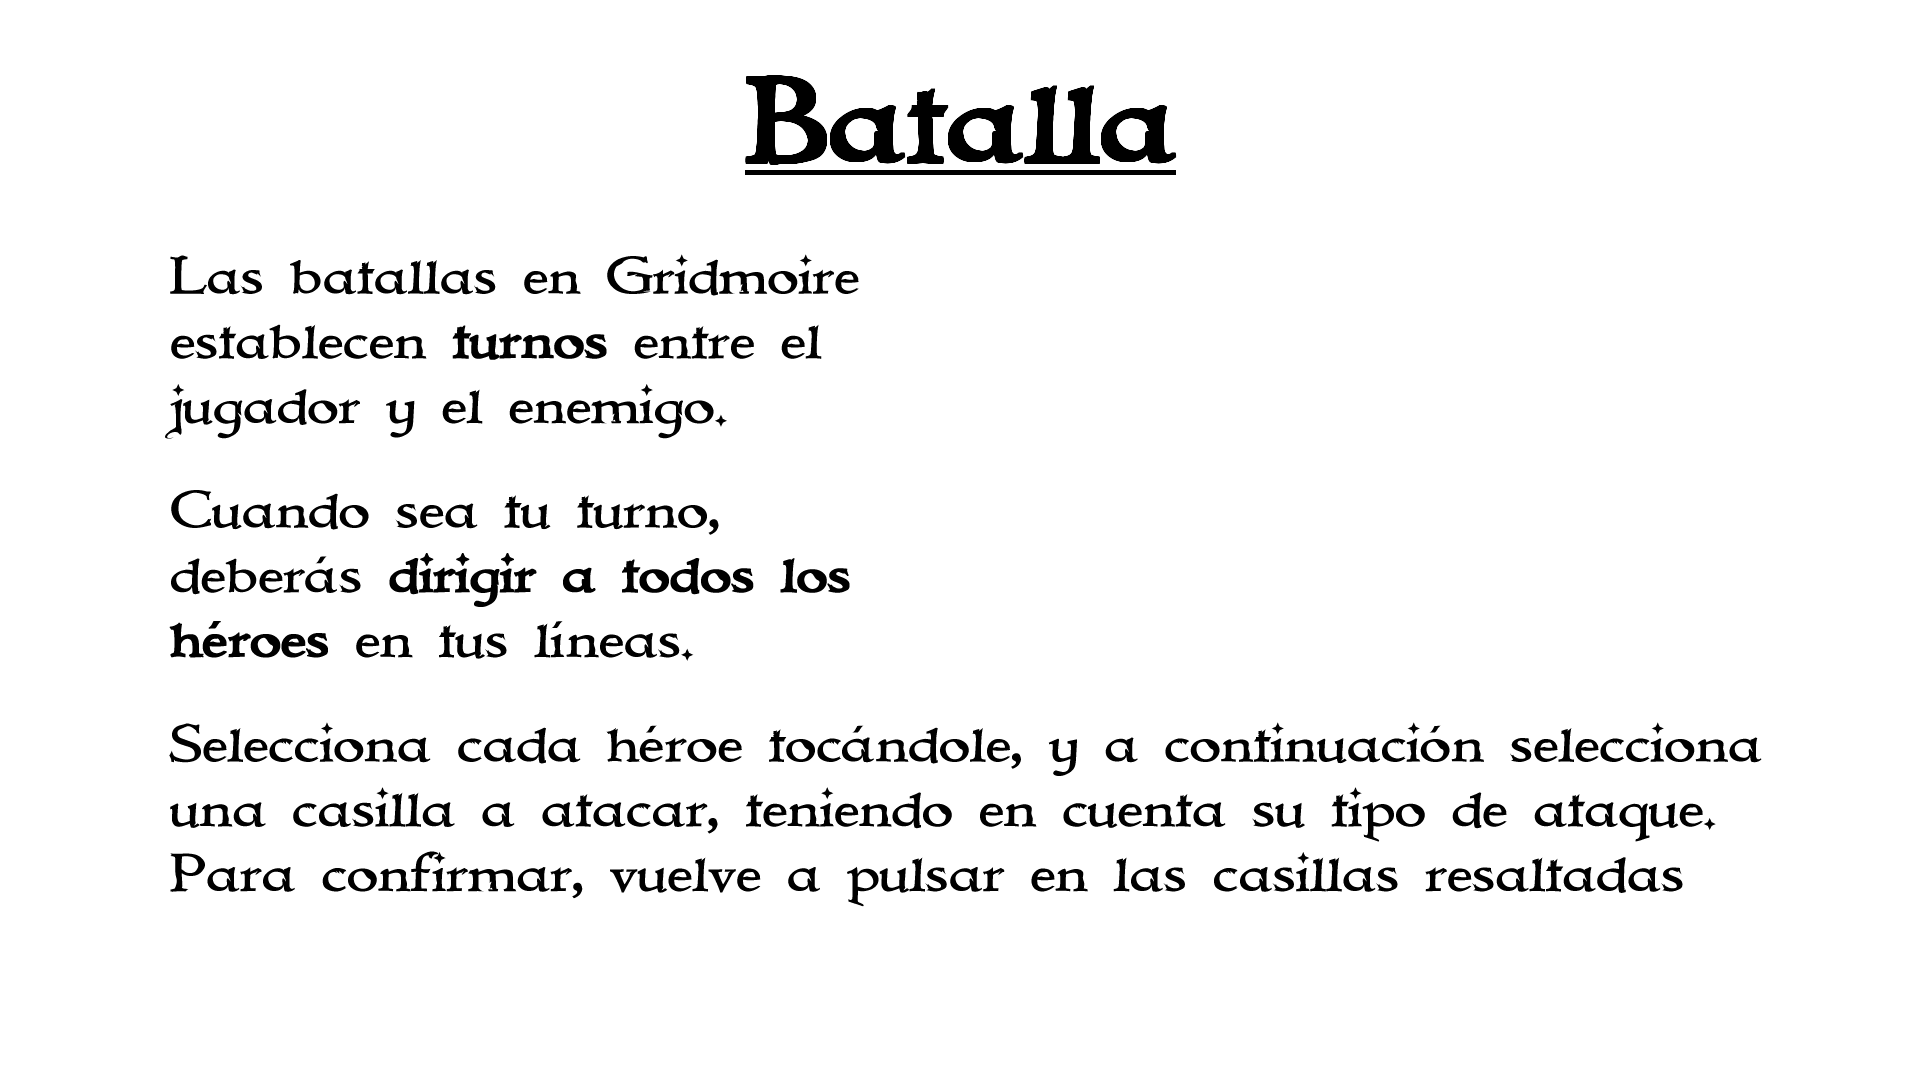 Batalla
Las batallas en Gridmoire
establecen turnos entre el
jugador y el enemigo.
Cuando sea tu turno,
deberás dirigir a todos los
héroes en tus líneas.
Selecciona cada héroe tocándole, y a continuación selecciona
una casilla a atacar, teniendo en cuenta su tipo de ataque.
Para confirmar, vuelve a pulsar en las casillas resaltadas